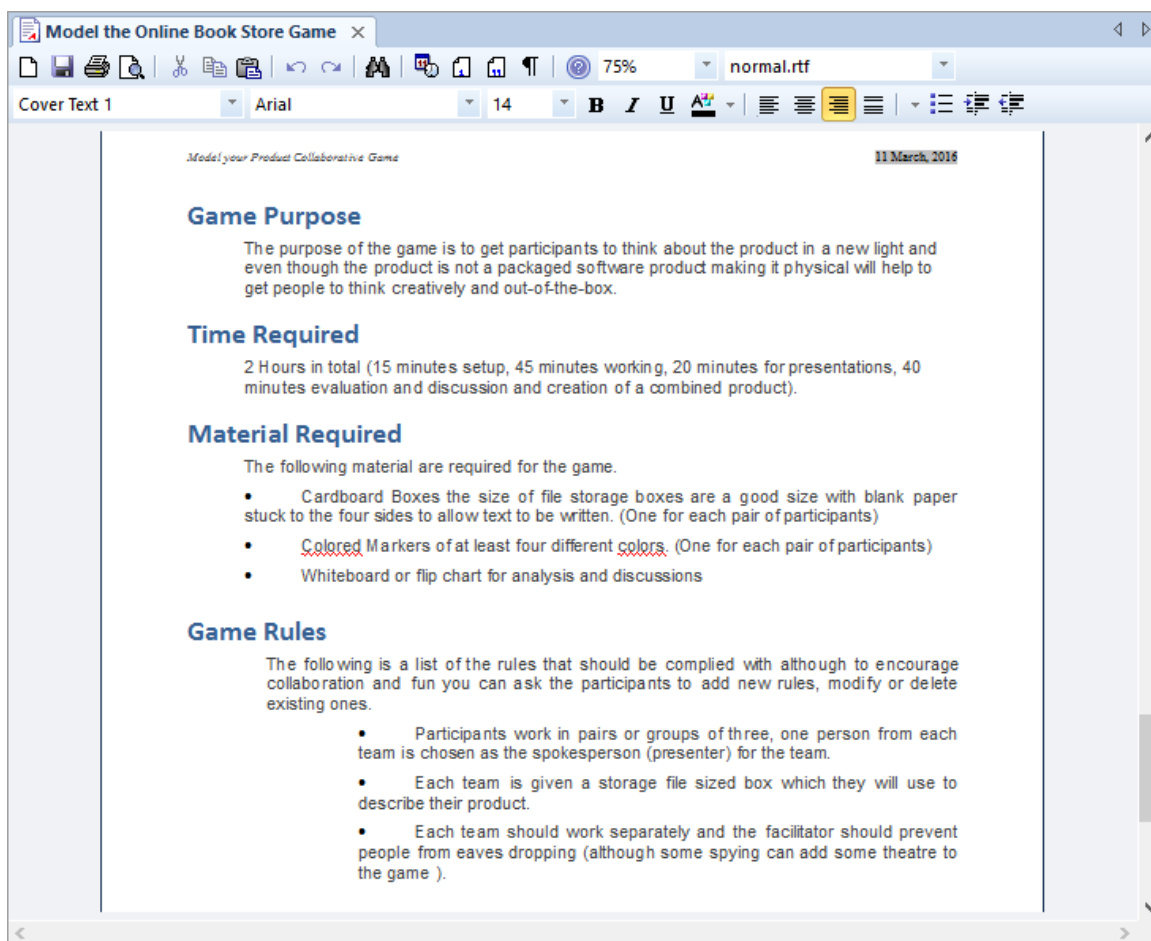 Model the Online Book Store Game
75% normal.rtf
Cover Text 1 Arial 14 B I U A
Model your Product Collaborative Game 11 March, 2016
Game Purpose
The purpose of the game is to get participants to think about the product in a new light and
even though the product is not a packaged software product making it physical will help to
get people to think creatively and out-of-the-box.
Time Required
2 Hours in total (15 minutes setup, 45 minutes working, 20 minutes for presentations, 40
minutes evaluation and discussion and creation of a combined product).
Material Required
The following material are required for the game.
• Cardboard Boxes the size of file storage boxes are a good size with blank paper
stuck to the four sides to allow text to be written. (One for each pair of participants)
• Colored Markers of at least four different colors. (One for each pair of participants)
• Whiteboard or flip chart for analysis and discussions
Game Rules
The following is a list of the rules that should be complied with although to encourage
collaboration and fun you can ask the participants to add new rules, modify or delete
existing ones.
• Participants work in pairs or groups of three, one person from each
team is chosen as the spokesperson (presenter) for the team.
• Each team is given a storage file sized box which they will use to
describe their product.
• Each team should work separately and the facilitator should prevent
people from eaves dropping (although some spying can add some theatre to
the game ).